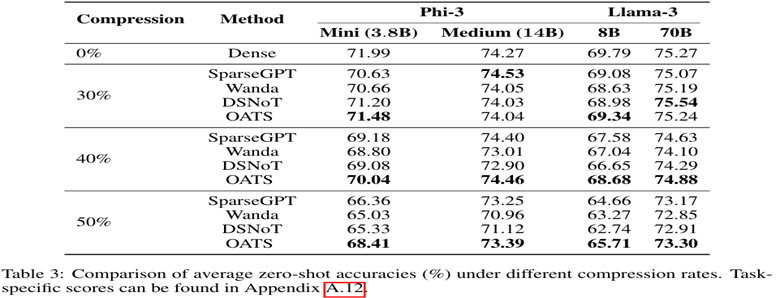 Compression Method Phi-3 Llama-3
Mini (3.8B) Medium (14B) 8B 70B
0% Dense 71.99 74.27 69.79 75.27
30% SparseGPT 70.63 74.53 69.08 75.07
Wanda 70.66 74.05 68.63 75.19
DSNoT 71.20 74.03 68.98 75.54
OATS 71.48 74.04 69.34 75.24
40% SparseGPT 69.18 74.40 67.58 74.63
Wanda 68.80 73.01 67.04 74.10
DSNoT 69.08 72.90 66.65 74.29
OATS 70.04 74.46 68.68 74.88
50% SparseGPT 66.36 73.25 64.66 73.17
Wanda 65.03 70.96 63.27 72.85
DSNoT 65.33 71.12 62.74 72.91
OATS 68.41 73.39 65.71 73.30
Table 3: Comparison of average zero-shot accuracies (%) under different compression rates. Task-
specific scores can be found in Appendix A.12.